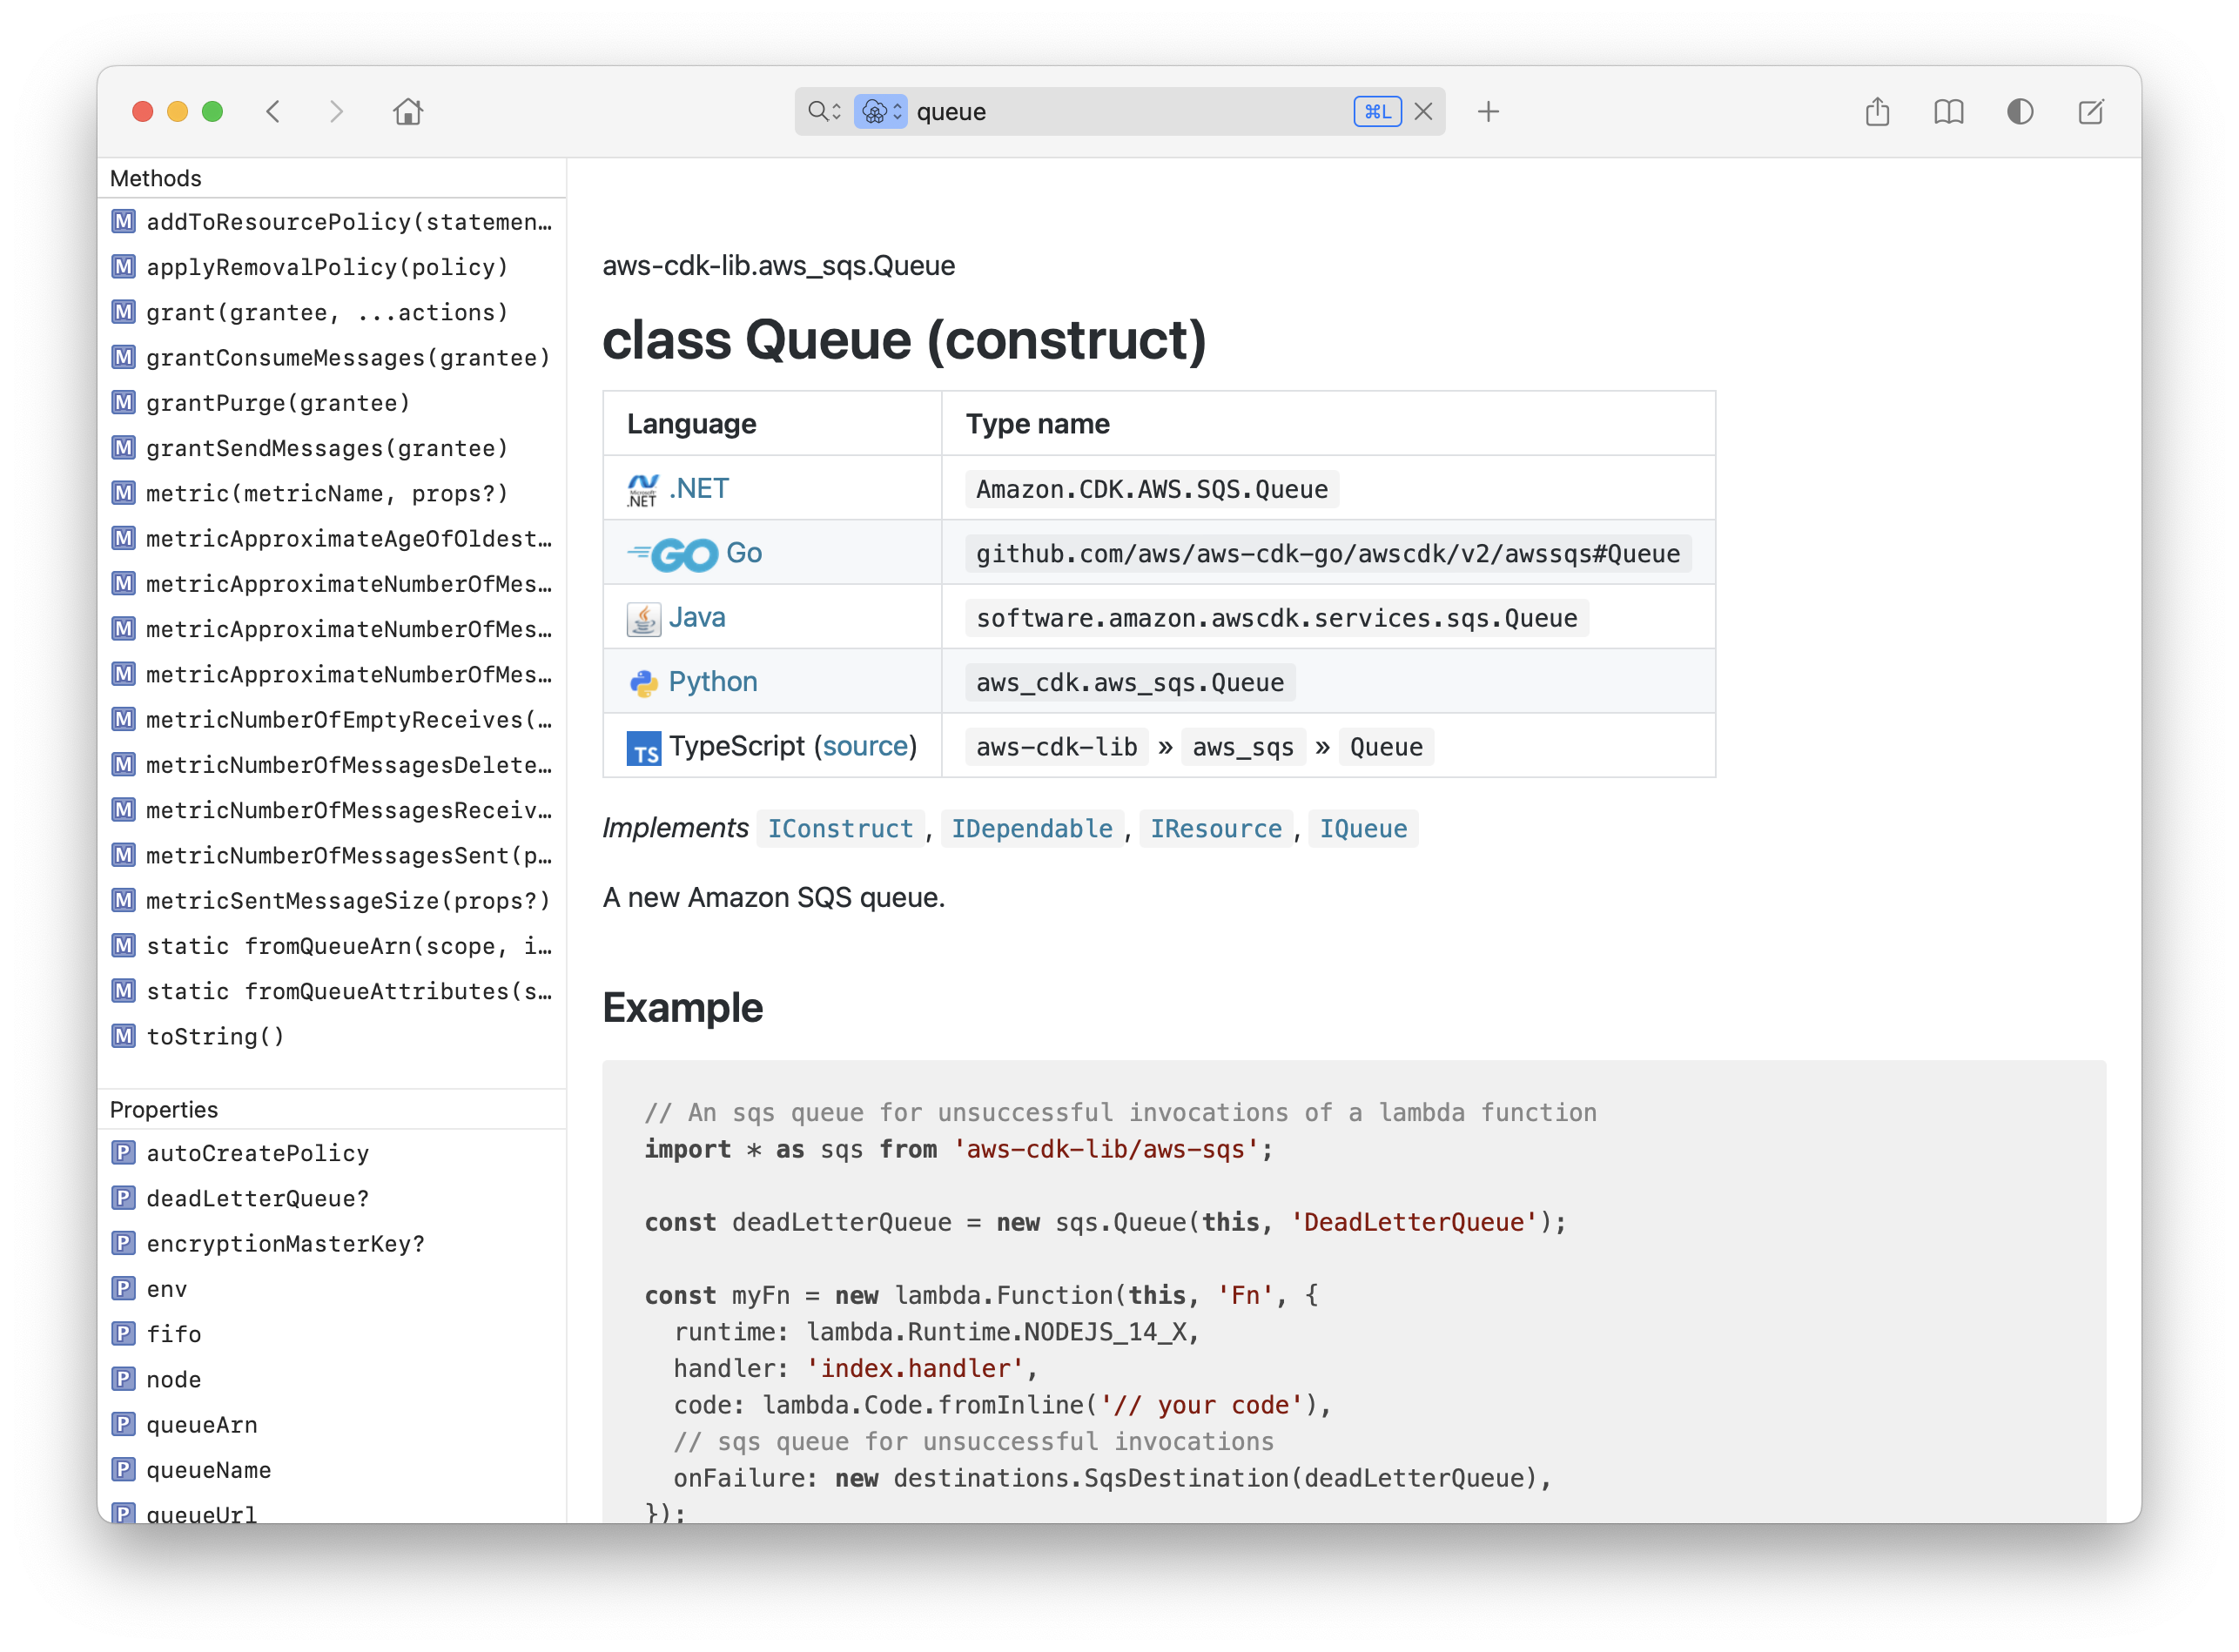 queue
⌘L
Methods
M addToResourcePolicy(statemen…
M applyRemovalPolicy(policy)
M grant(grantee, ...actions)
M grantConsumeMessages(grantee)
M grantPurge(grantee)
M grantSendMessages(grantee)
M metric(metricName, props?)
M metricApproximateAgeOfOldest…
M metricApproximateNumberOfMes…
M metricApproximateNumberOfMes…
M metricApproximateNumberOfMes…
M metricNumberOfEmptyReceives(…
M metricNumberOfMessagesDelete…
M metricNumberOfMessagesReceiv…
M metricNumberOfMessagesSent(p…
M metricSentMessageSize(props?)
M static fromQueueArn(scope, i…
M static fromQueueAttributes(s…
M toString()
Properties
P autoCreatePolicy
P deadLetterQueue?
P encryptionMasterKey?
P env
P fifo
P node
P queueArn
P queueName
P queueUrl
aws-cdk-lib.aws_sqs.Queue
class Queue (construct)
Language Type name
Microsoft .NET .NET Amazon.CDK.AWS.SQS.Queue
GO Go github.com/aws/aws-cdk-go/awscdk/v2/awssqs#Queue
Java software.amazon.awscdk.services.sqs.Queue
Python aws_cdk.aws_sqs.Queue
TS TypeScript (source) aws-cdk-lib » aws_sqs » Queue
Implements IConstruct, IDependable, IResource, IQueue
A new Amazon SQS queue.
Example
// An sqs queue for unsuccessful invocations of a lambda function
import * as sqs from 'aws-cdk-lib/aws-sqs';
const deadLetterQueue = new sqs.Queue(this, 'DeadLetterQueue');
const myFn = new lambda.Function(this, 'Fn', {
runtime: lambda.Runtime.NODEJS_14_X,
handler: 'index.handler',
code: lambda.Code.fromInline('// your code'),
// sqs queue for unsuccessful invocations
onFailure: new destinations.SqsDestination(deadLetterQueue),
});